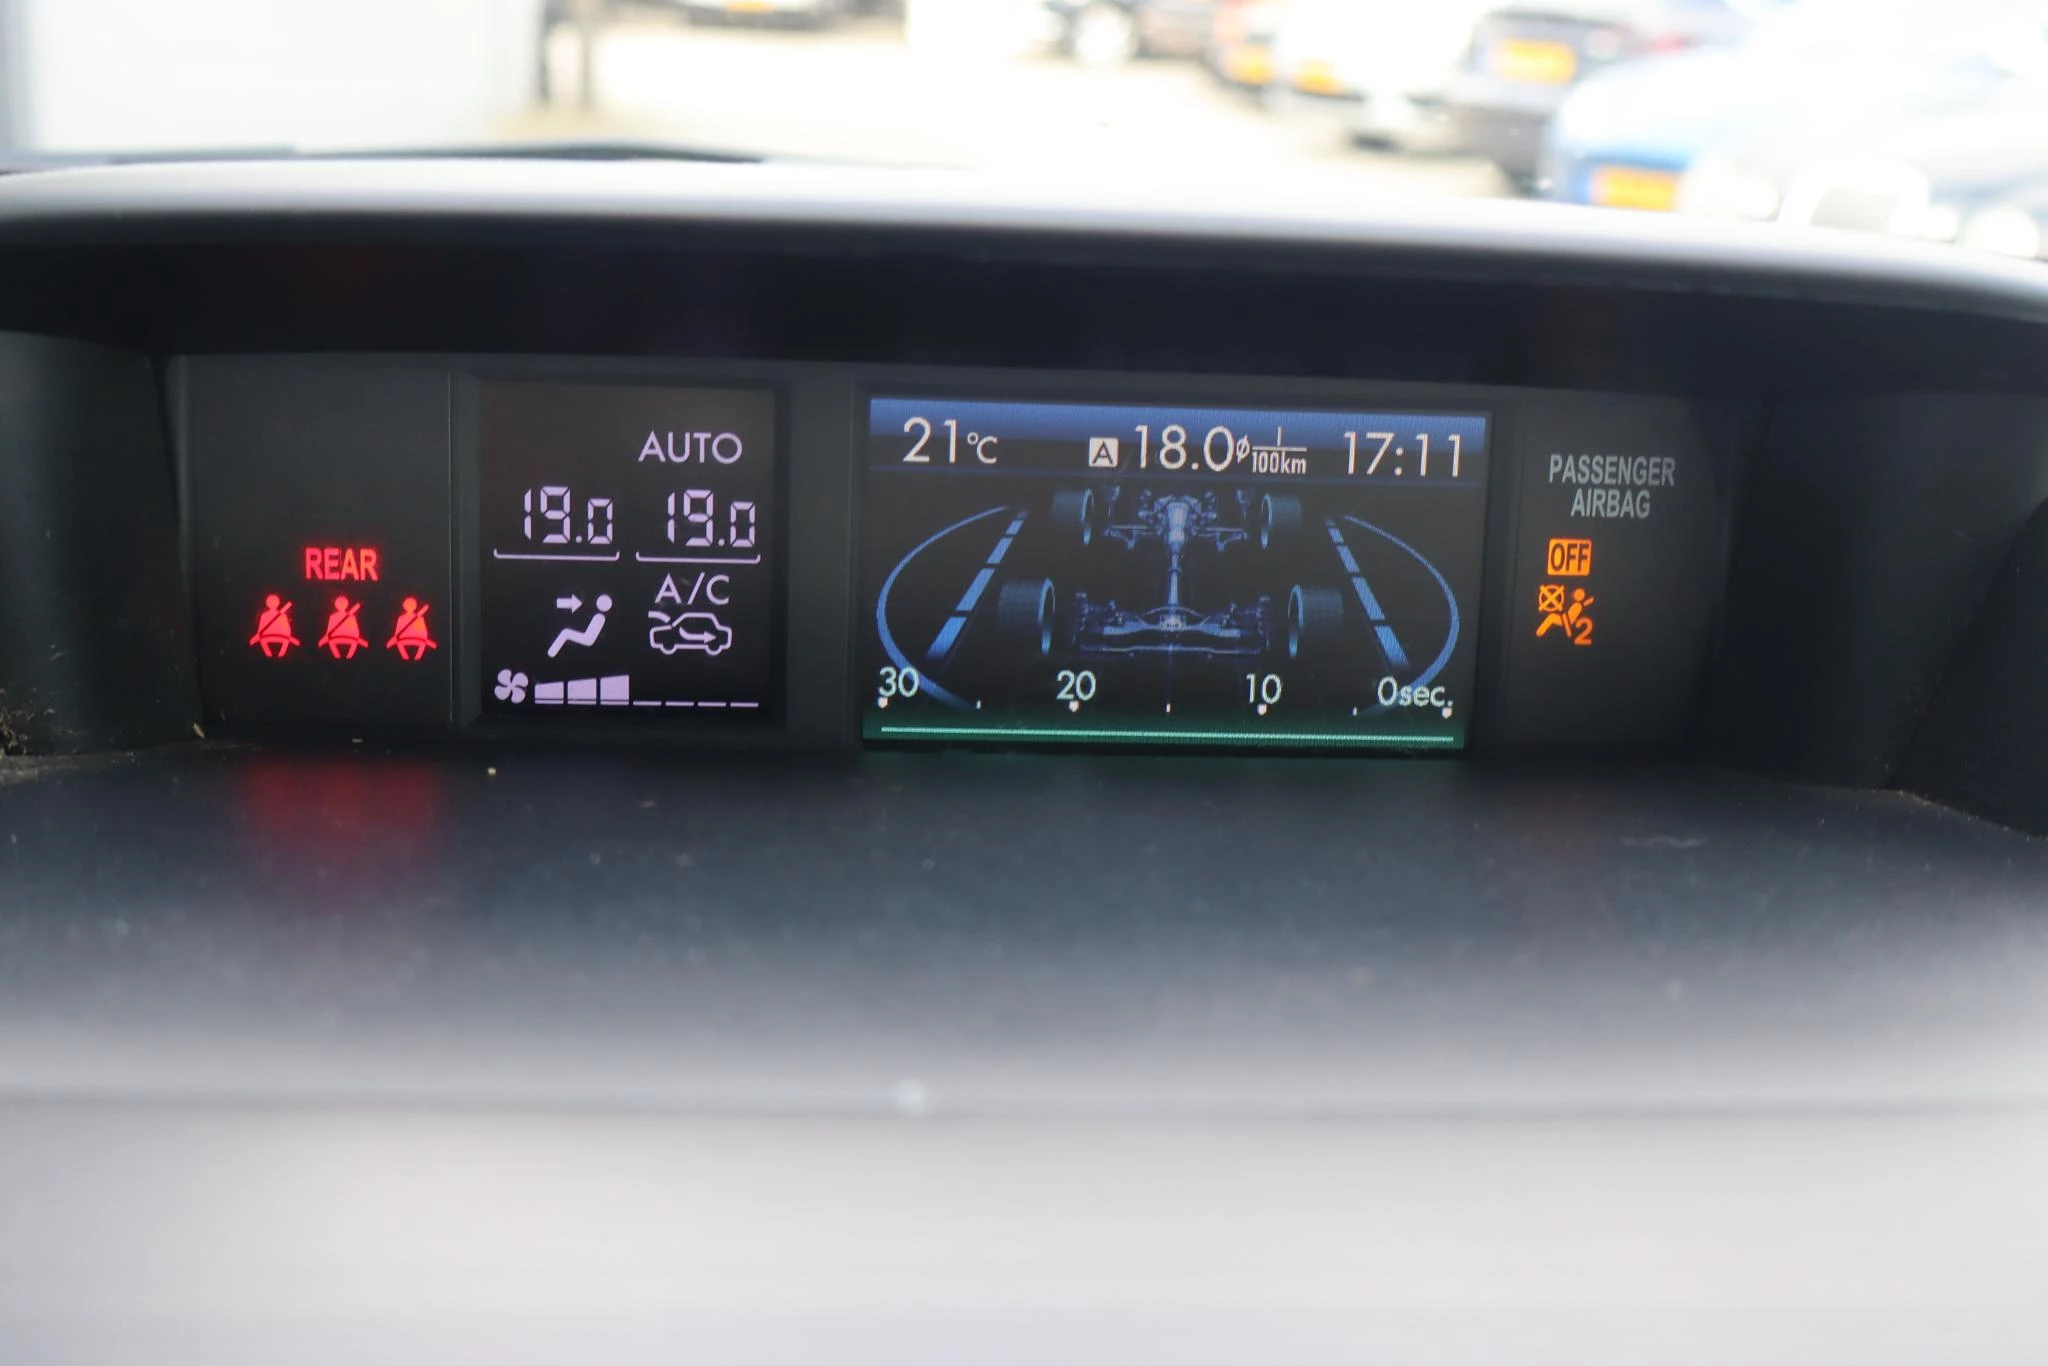 REAR
AUTO
19.0 19.0
A/C
21°C A 18.0ø l/100km 17:11
30 20 10 0sec.
PASSENGER
AIRBAG
OFF
2